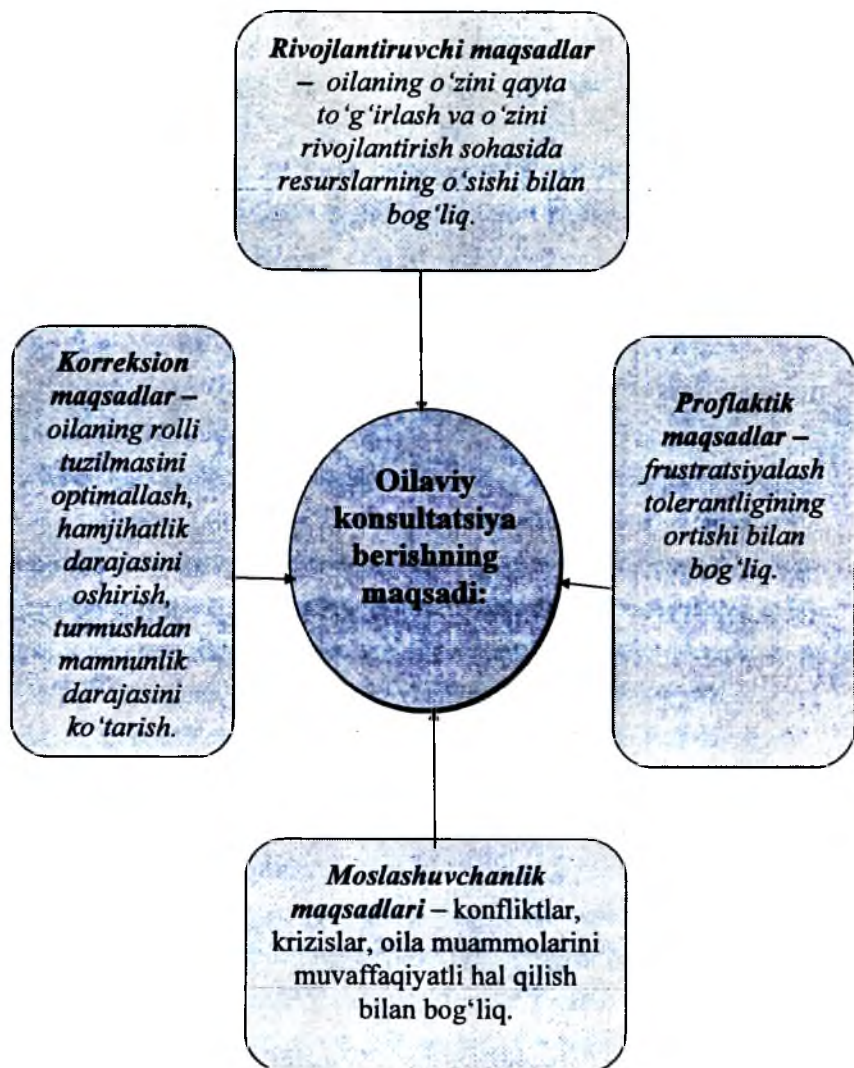 Rivojlantiruvchi maqsadlar
– oilaning o‘zini qayta
to‘g‘irlash va o‘zini
rivojlantirish sohasida
resurslarning o‘sishi bilan
bog‘liq.
Korreksion
maqsadlar –
oilaning rolli
tuzilmasini
optimallash,
hamjihatlik
darajasini
oshirish,
turmushdan
mamnunlik
darajasini
ko‘tarish.
Oilaviy
konsultatsiya
berishning
maqsadi:
Proflaktik
maqsadlar –
frustratsiyalash
tolerantligining
ortishi bilan
bog‘liq.
Moslashuvchanlik
maqsadlari – konfliktlar,
krizislar, oila muammolarini
muvaffaqiyatli hal qilish
bilan bog‘liq.